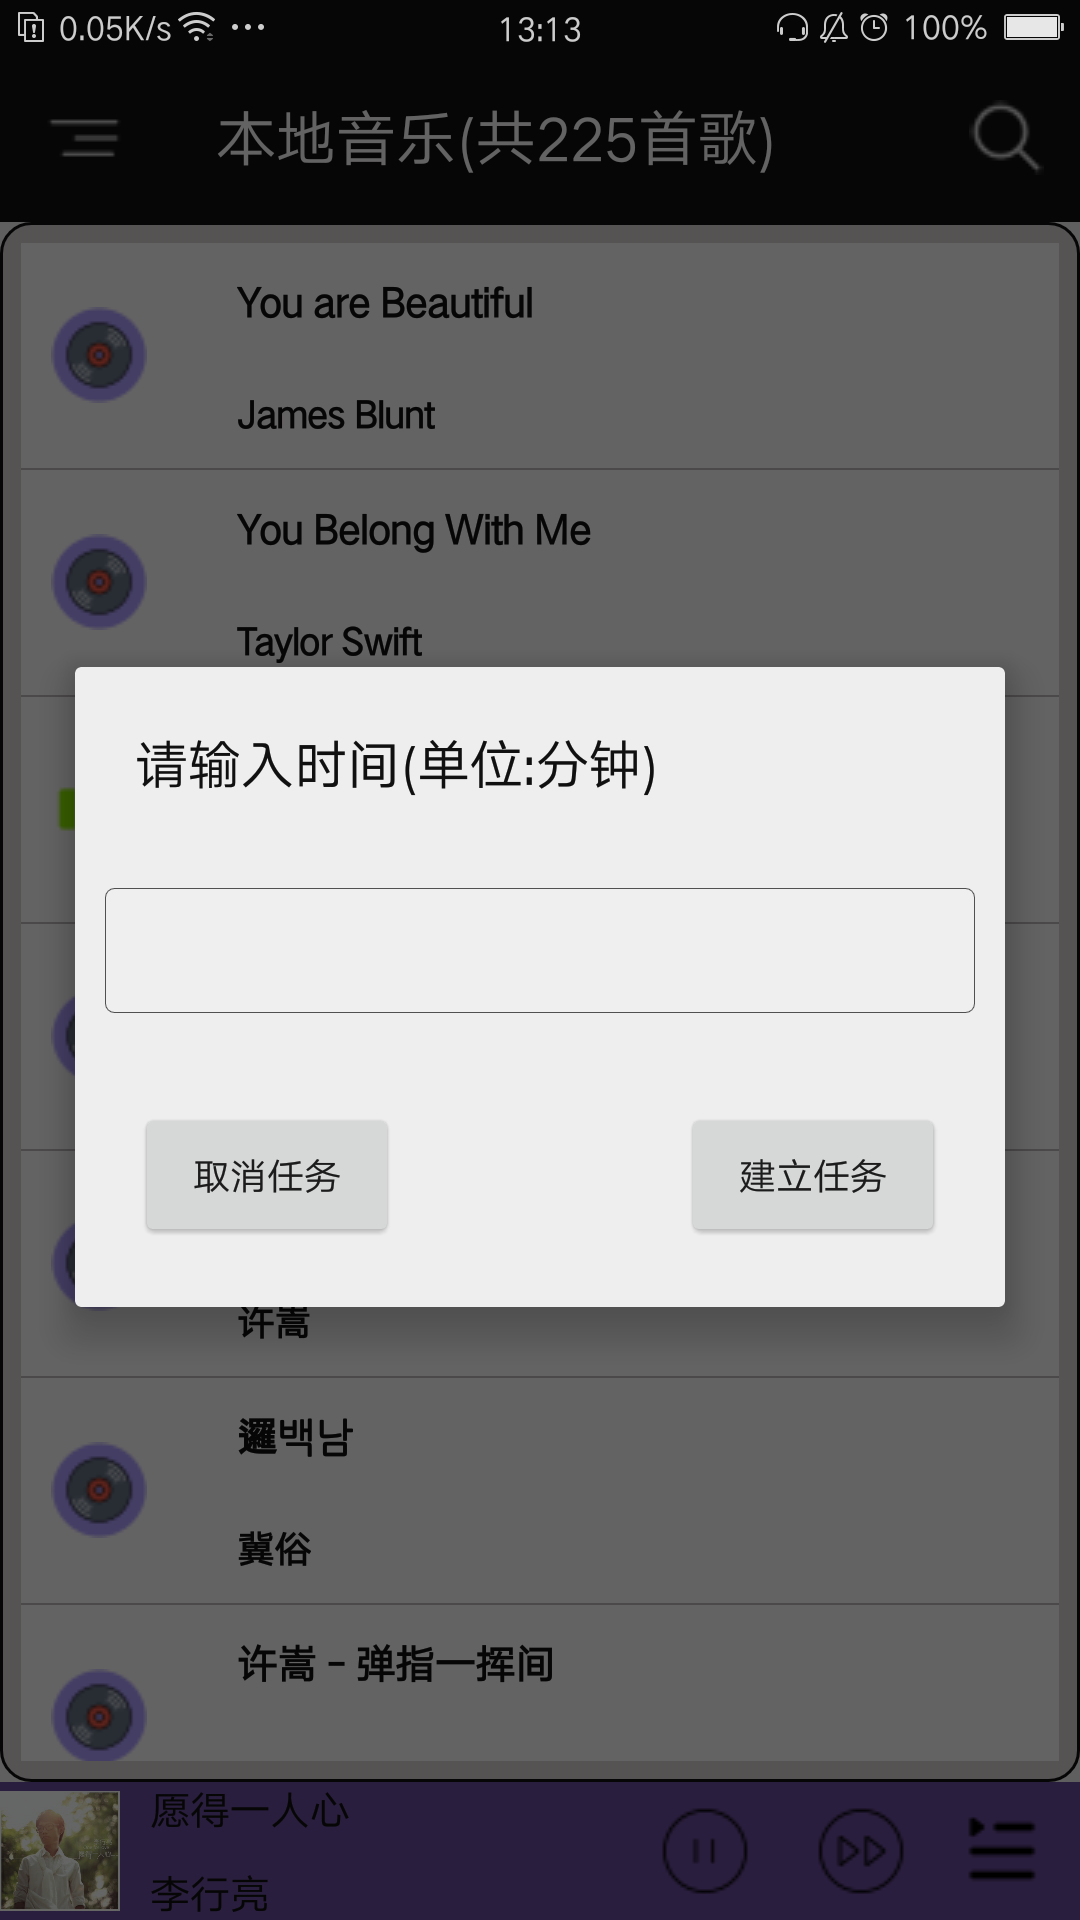 0.05K/s
13:13
100%
本地音乐(共225首歌)
You are Beautiful
James Blunt
You Belong With Me
Taylor Swift
请输入时间(单位:分钟)
取消任务
建立任务
许嵩
邏백남
冀俗
许嵩 - 弹指一挥间
愿得一人心
李行亮